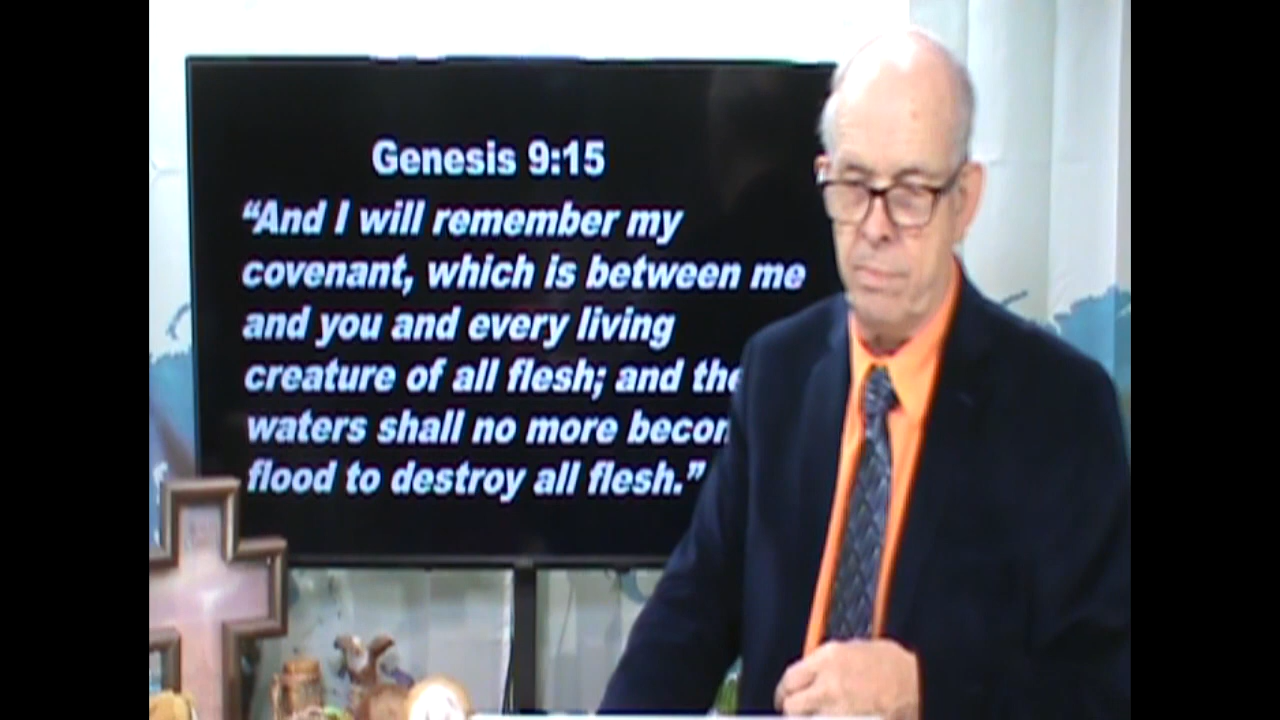 Genesis 9:15
“And I will remember my
covenant, which is between me
and you and every living
creature of all flesh; and the
waters shall no more
flood to destroy all flesh.”